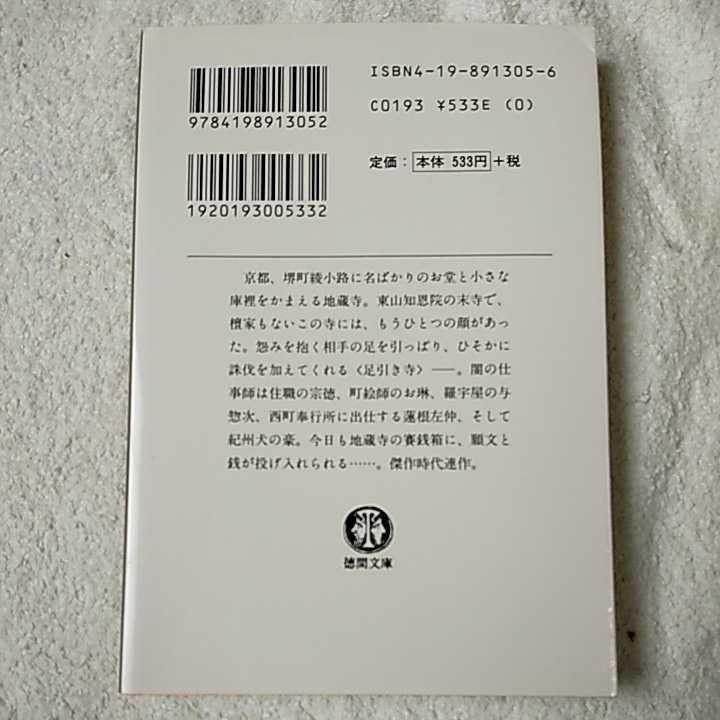 ISBN4-19-891305-6
9784198913052
C0193 ¥533E (0)
定価：本体 533円＋税
1920193005332
京都、堺町綾小路に名ばかりのお堂と小さな
庫裡をかまえる地蔵寺。東山知恩院の末寺で、
檀家もないこの寺には、もうひとつの顔があっ
た。怨みを抱く相手の足を引っぱり、ひそかに
誅伐を加えてくれる〈足引き寺〉――。闇の仕
事師は住職の宗徳、町絵師のお琳、羅宇屋の与
惣次、西町奉行所に出仕する蓮根左仲、そして
紀州犬の豪。今日も地蔵寺の賽銭箱に、願文と
銭が投げ入れられる……。傑作時代連作。
徳間文庫